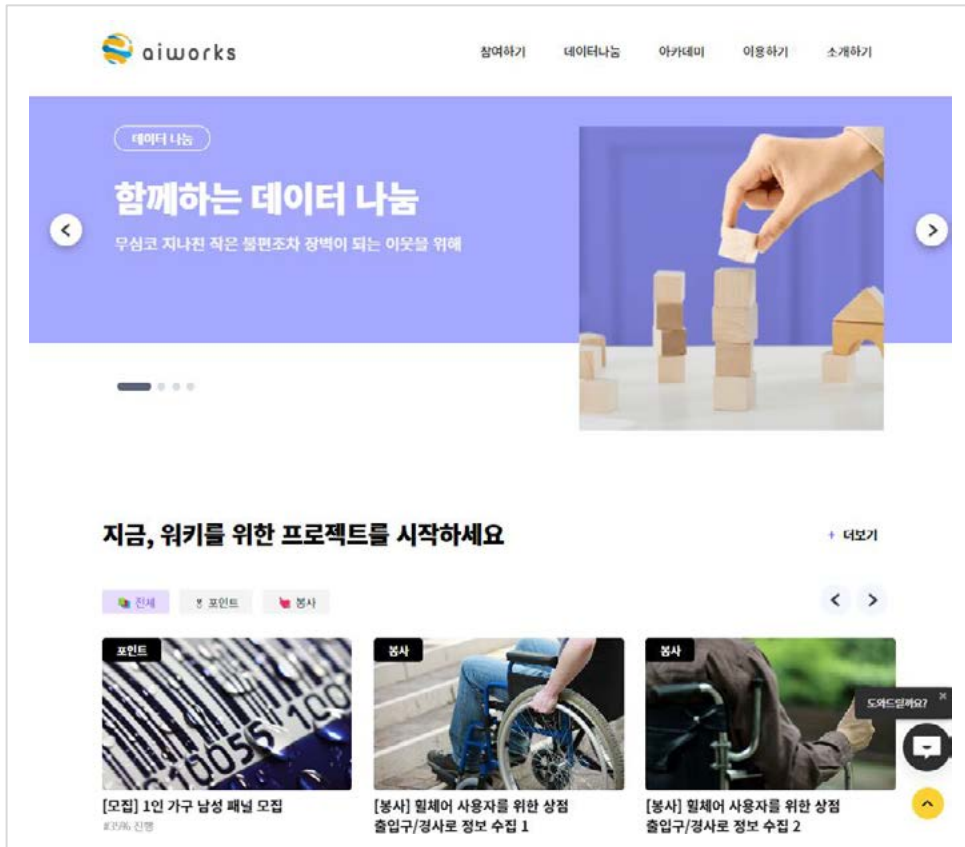 aiworks
참여하기 데이터나눔 아카데미 이용하기 소개하기
데이터 나눔
함께하는 데이터 나눔
무심코 지나친 작은 불편조차 장벽이 되는 이웃을 위해
지금, 워키를 위한 프로젝트를 시작하세요
+ 더보기
전체 포인트 봉사
포인트
봉사
봉사
10056 100
도와드릴까요?
[모집] 1인 가구 남성 패널 모집
[봉사] 휠체어 사용자를 위한 상점
출입구/경사로 정보 수집 1
[봉사] 휠체어 사용자를 위한 상점
출입구/경사로 정보 수집 2
진행